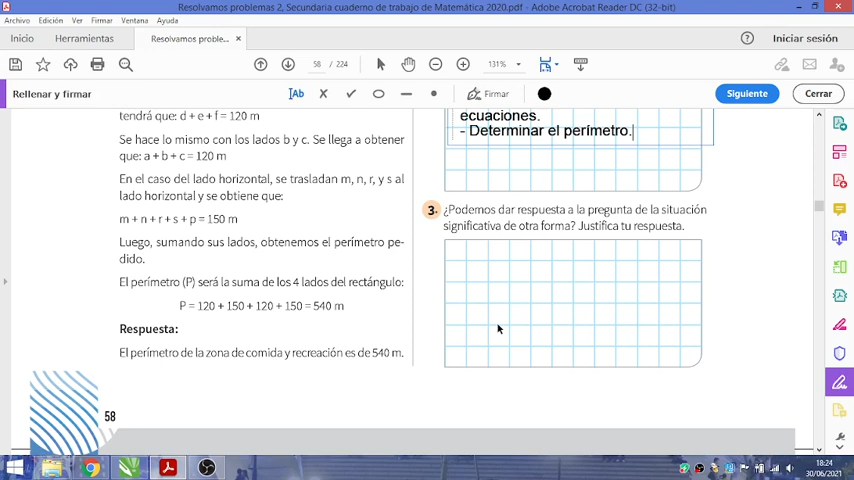 Resolvamos problemas 2, Secundaria cuaderno de trabajo de Matemática 2020.pdf - Adobe Acrobat Reader DC (32-bit)
Archivo Edición Ver Firmar Ventana Ayuda
Inicio Herramientas Resolvamos proble... × Iniciar sesión
58 / 224 131% Firmar
Rellenar y firmar Ab Firmar Siguiente Cerrar
tendrá que: d + e + f = 120 m
Se hace lo mismo con los lados b y c. Se llega a obtener
que: a + b + c = 120 m
En el caso del lado horizontal, se trasladan m, n, r, y s al
lado horizontal y se obtiene que:
m + n + r + s + p = 150 m
Luego, sumando sus lados, obtenemos el perímetro pe-
dido.
El perímetro (P) será la suma de los 4 lados del rectángulo:
P = 120 + 150 + 120 + 150 = 540 m
Respuesta:
El perímetro de la zona de comida y recreación es de 540 m.
58
ecuaciones.
- Determinar el perímetro.
3. ¿Podemos dar respuesta a la pregunta de la situación
significativa de otra forma? Justifica tu respuesta.
18:24
30/06/2021